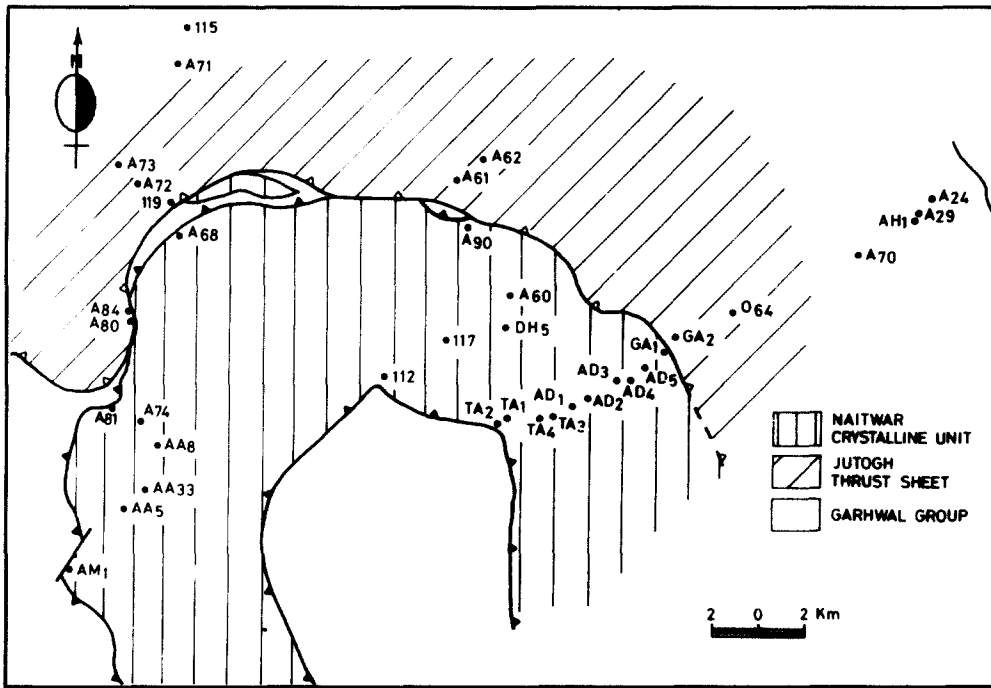 115
A71
N
A73
A72
119
A68
A62
A61
A90
A24
A29
AH1
A70
A84
A80
A60
DH5
117
O64
GA2
GA1
112
AD3
AD5
AD4
AD1
AD2
TA2
TA1
TA4
TA3
A81
A74
AA8
AA33
AA5
AM1
NAITWAR
CRYSTALLINE UNIT
JUTOGH
THRUST SHEET
GARHWAL GROUP
2 0 2 Km